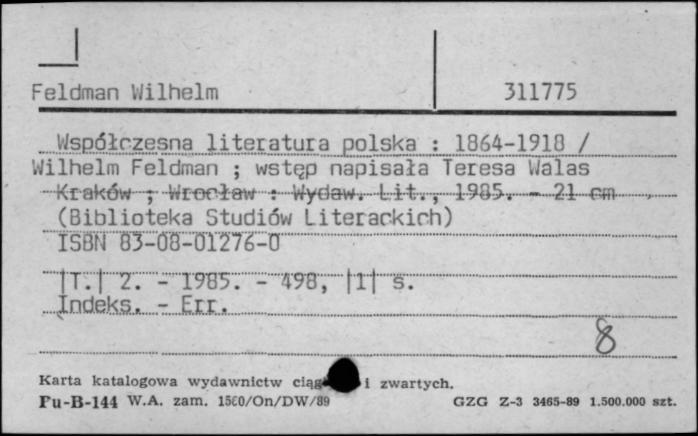 Feldman Wilhelm 311775
Współczesna literatura polska : 1864-1918 /
Wilhelm Feldman ; wstęp napisała Teresa Walas
Kraków ; Wrocław : Wydaw. Lit., 1985. - 21 cm
(Biblioteka Studiów Literackich)
ISBN 83-08-01276-0
|T.| 2. - 1985. - 498, |1| s.
Indeks. - Err.
8
Karta katalogowa wydawnictw i zwartych.
Pu-B-144 W.A. zam. 1560/On/DW/89 GZG Z-3 3465-89 1.500.000 szt.